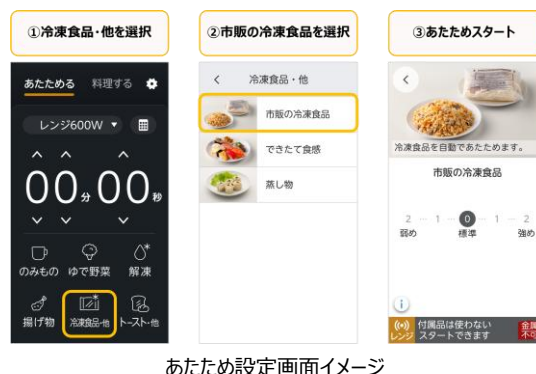 ①冷凍食品・他を選択
②市販の冷凍食品を選択
③あたためスタート
あたためる 料理する
レンジ600W ▼
00分00秒
のみもの ゆで野菜 解凍
揚げ物 冷凍食品・他 トースト・他
冷凍食品・他
市販の冷凍食品
できたて食感
蒸し物
冷凍食品を自動であたためます。
市販の冷凍食品
2 … 1 … 0 … 1 … 2
弱め 標準 強め
レンジ 付属品は使わない
スタートできます
金属
不可
あたため設定画面イメージ